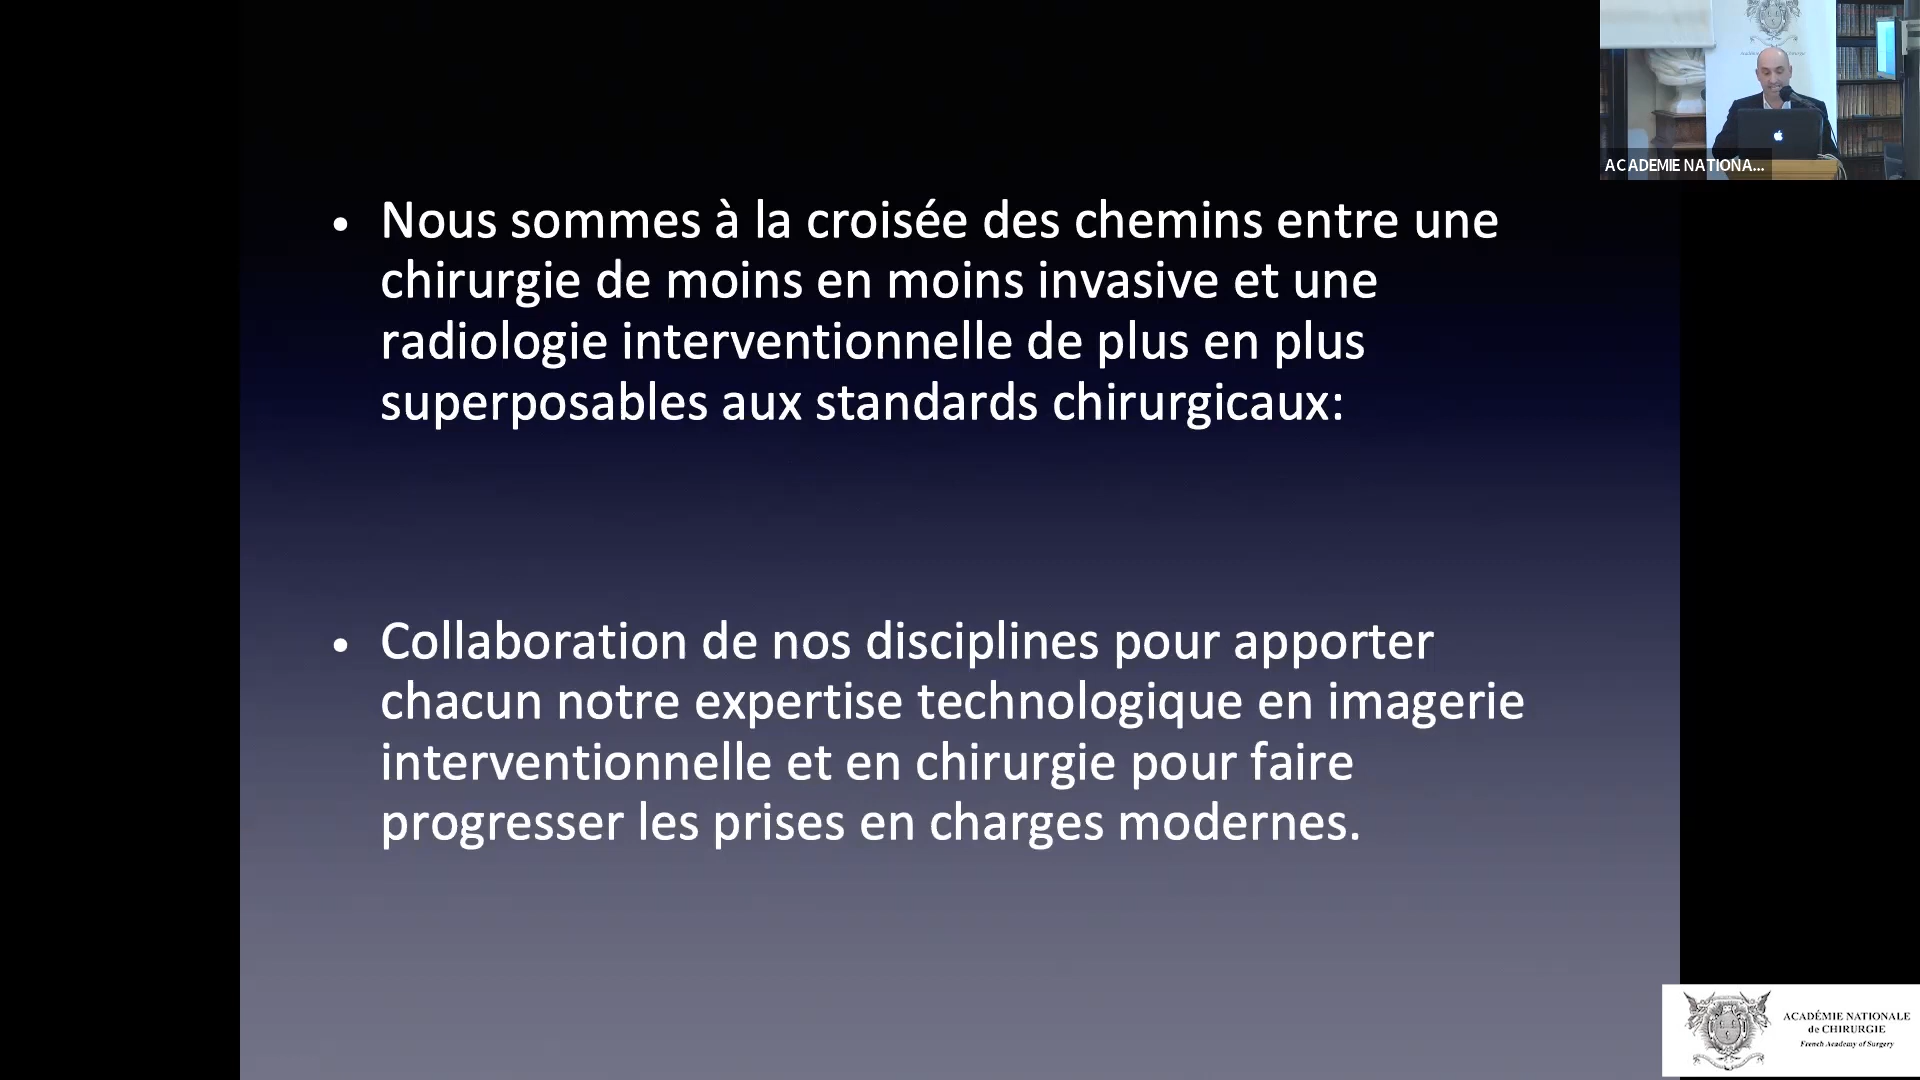 ACADEMIE NATIONA...
• Nous sommes à la croisée des chemins entre une
chirurgie de moins en moins invasive et une
radiologie interventionnelle de plus en plus
superposables aux standards chirurgicaux:
• Collaboration de nos disciplines pour apporter
chacun notre expertise technologique en imagerie
interventionnelle et en chirurgie pour faire
progresser les prises en charges modernes.
ACADÉMIE NATIONALE
de CHIRURGIE
French Academy of Surgery